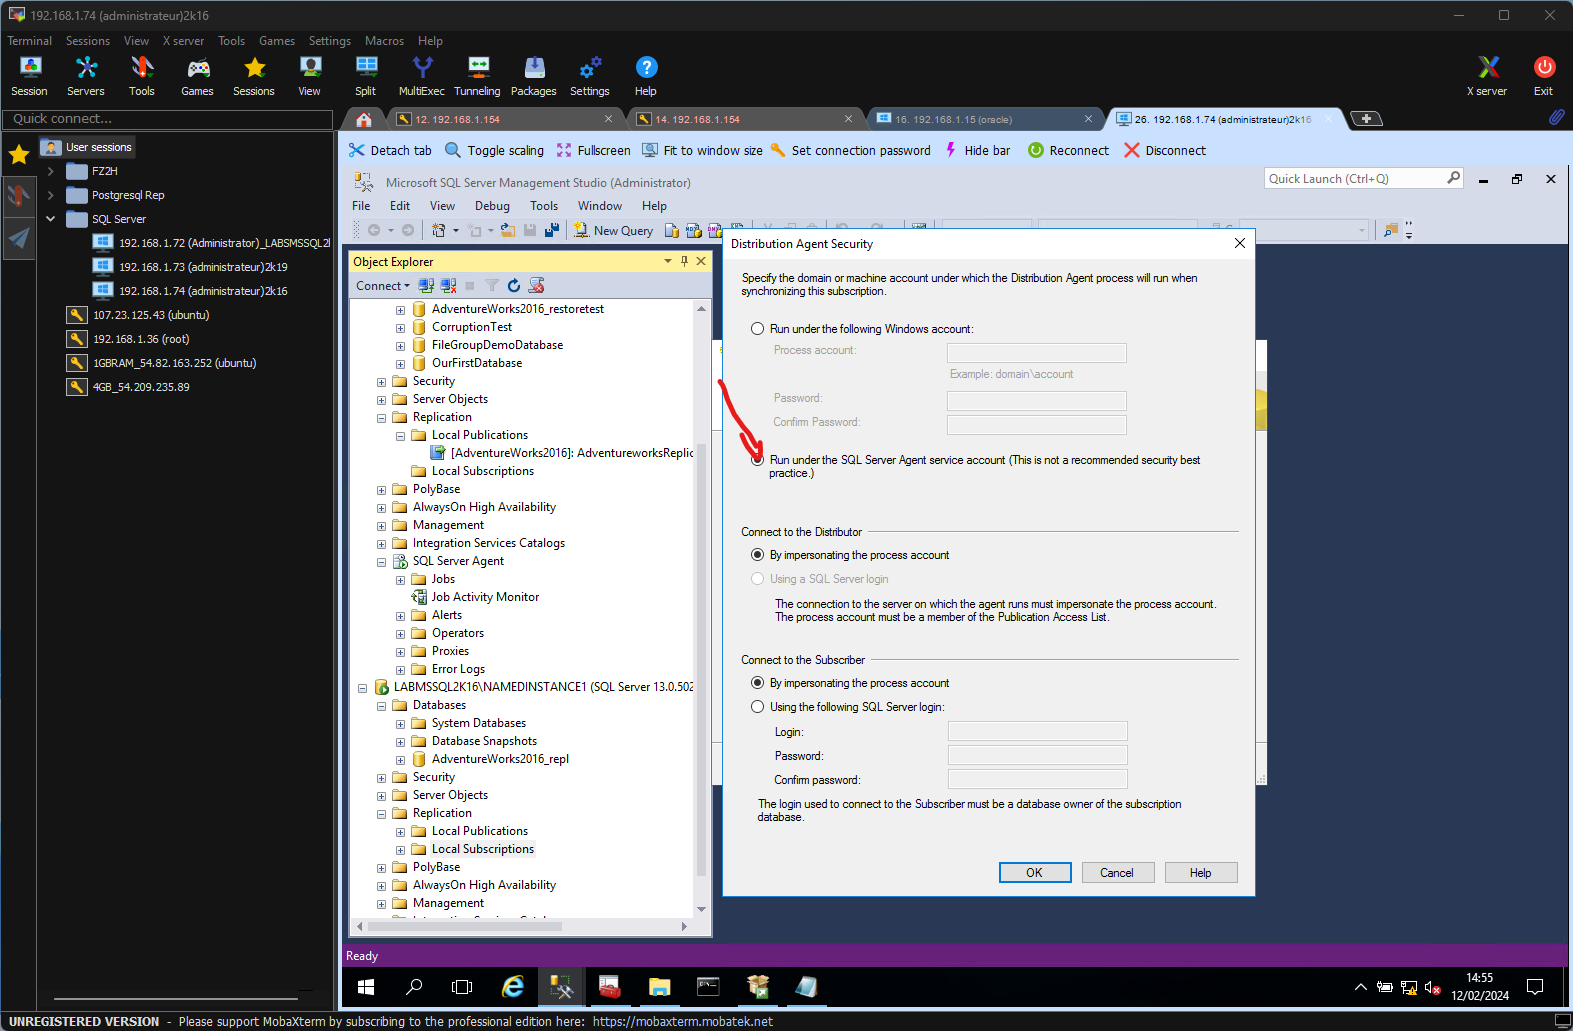 192.168.1.74 (administrateur)2k16
Terminal Sessions View X server Tools Games Settings Macros Help
Session Servers Tools Games Sessions View Split MultiExec Tunneling Packages Settings Help X server Exit
Quick connect...
12. 192.168.1.154
14. 192.168.1.154
16. 192.168.1.15 (oracle)
26. 192.168.1.74 (administrateur)2k16
Detach tab Toggle scaling Fullscreen Fit to window size Set connection password Hide bar Reconnect Disconnect
User sessions
FZ2H
Postgresql Rep
SQL Server
192.168.1.72 (Administrator)_LABSMSSQL2l
192.168.1.73 (administrateur)2k19
192.168.1.74 (administrateur)2k16
107.23.125.43 (ubuntu)
192.168.1.36 (root)
1GBRAM_54.82.163.252 (ubuntu)
4GB_54.209.235.89
Microsoft SQL Server Management Studio (Administrator)
Quick Launch (Ctrl+Q)
File Edit View Debug Tools Window Help
New Query
Object Explorer
Connect
AdventureWorks2016_restoretest
CorruptionTest
FileGroupDemoDatabase
OurFirstDatabase
Security
Server Objects
Replication
Local Publications
[AdventureWorks2016]: AdventureworksReplic
Local Subscriptions
PolyBase
AlwaysOn High Availability
Management
Integration Services Catalogs
SQL Server Agent
Jobs
Job Activity Monitor
Alerts
Operators
Proxies
Error Logs
LABMSSQL2K16\NAMEDINSTANCE1 (SQL Server 13.0.502
Databases
System Databases
Database Snapshots
AdventureWorks2016_repl
Security
Server Objects
Replication
Local Publications
Local Subscriptions
PolyBase
AlwaysOn High Availability
Management
Distribution Agent Security
Specify the domain or machine account under which the Distribution Agent process will run when
synchronizing this subscription.
Run under the following Windows account:
Process account:
Example: domain\account
Password:
Confirm Password:
Run under the SQL Server Agent service account (This is not a recommended security best
practice.)
Connect to the Distributor
By impersonating the process account
Using a SQL Server login
The connection to the server on which the agent runs must impersonate the process account.
The process account must be a member of the Publication Access List.
Connect to the Subscriber
By impersonating the process account
Using the following SQL Server login:
Login:
Password:
Confirm password:
The login used to connect to the Subscriber must be a database owner of the subscription
database.
OK Cancel Help
Ready
14:55
12/02/2024
UNREGISTERED VERSION - Please support MobaXterm by subscribing to the professional edition here: https://mobaxterm.mobatek.net